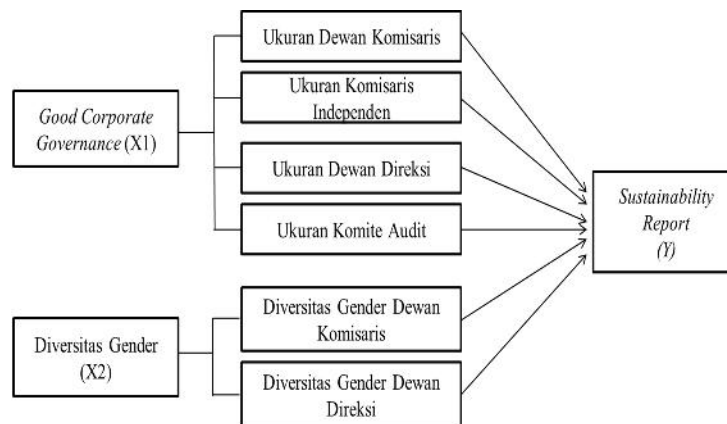 Good Corporate
Governance (X1)
Ukuran Dewan Komisaris
Ukuran Komisaris
Independen
Ukuran Dewan Direksi
Ukuran Komite Audit
Diversitas Gender
(X2)
Diversitas Gender Dewan
Komisaris
Diversitas Gender Dewan
Direksi
Sustainability
Report
(Y)